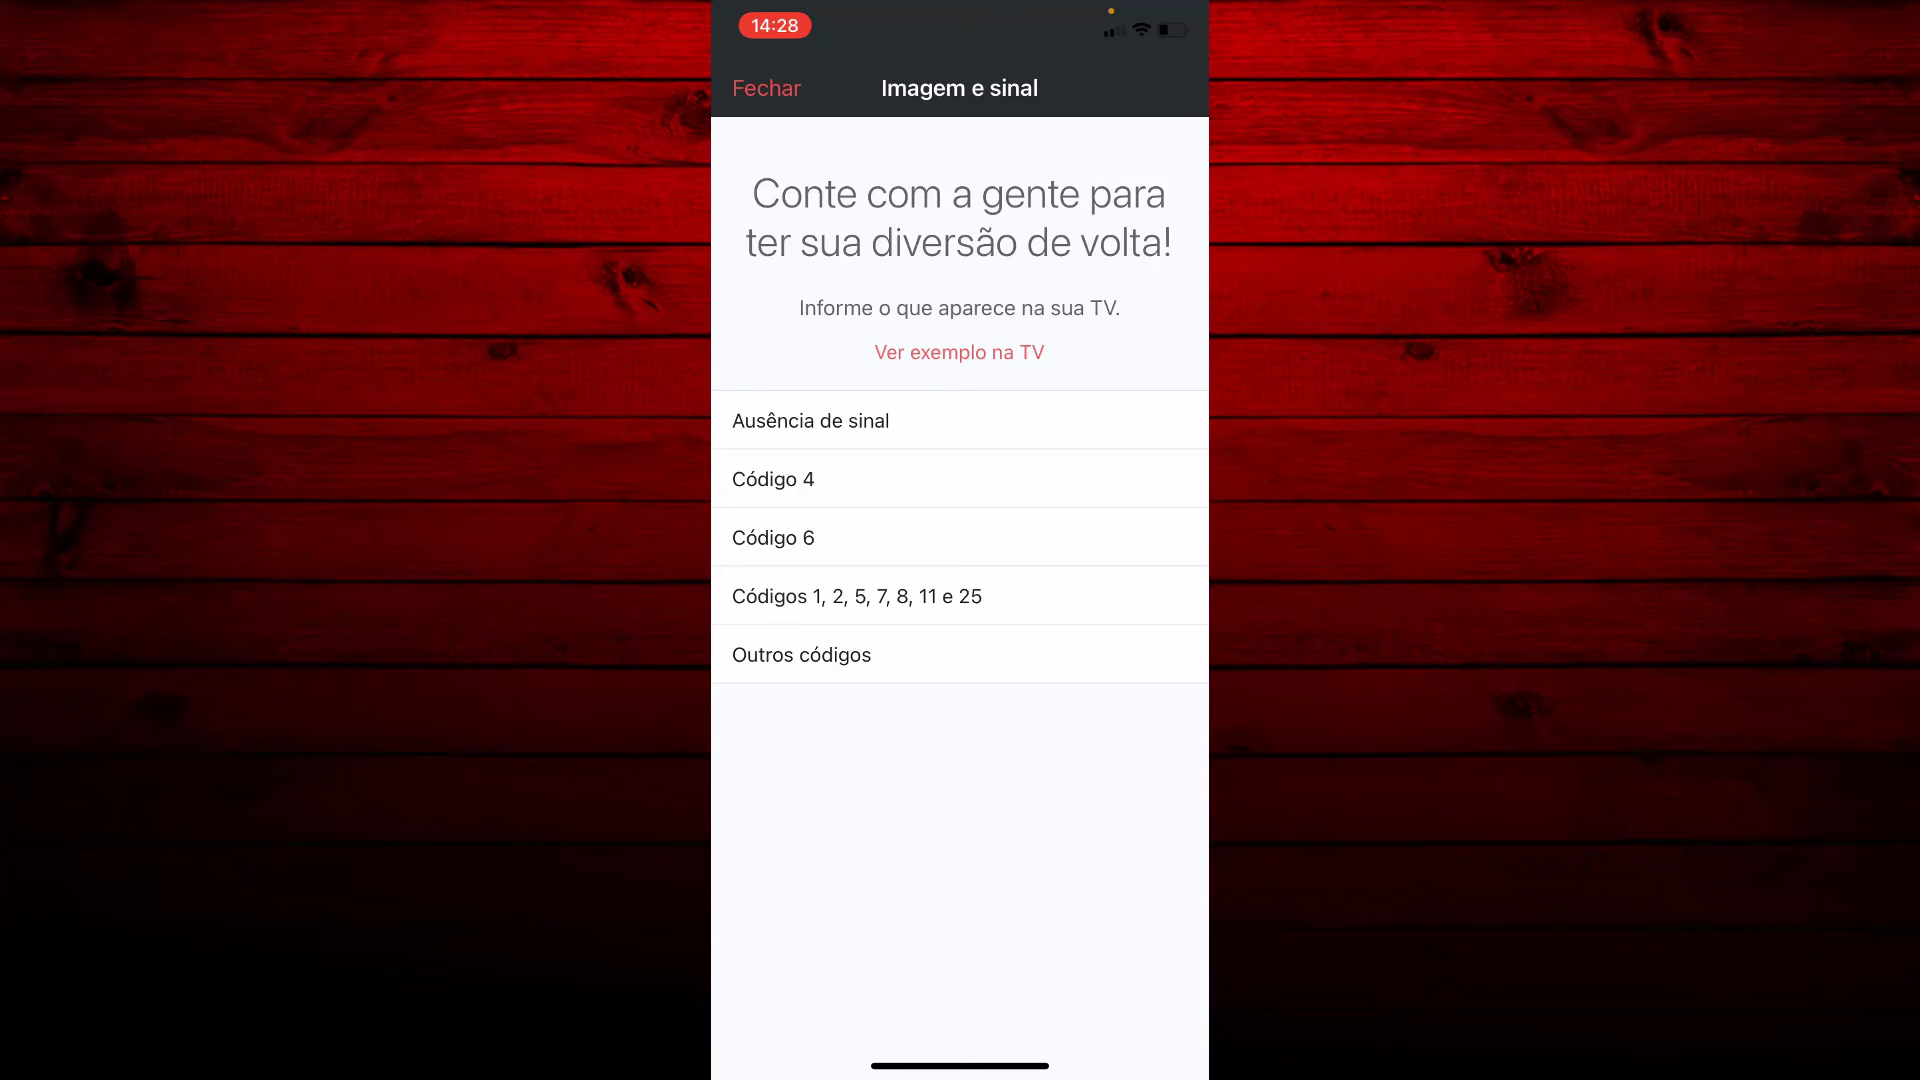 14:28
Fechar
Imagem e sinal
Conte com a gente para
ter sua diversão de volta!
Informe o que aparece na sua TV.
Ver exemplo na TV
Ausência de sinal
Código 4
Código 6
Códigos 1, 2, 5, 7, 8, 11 e 25
Outros códigos